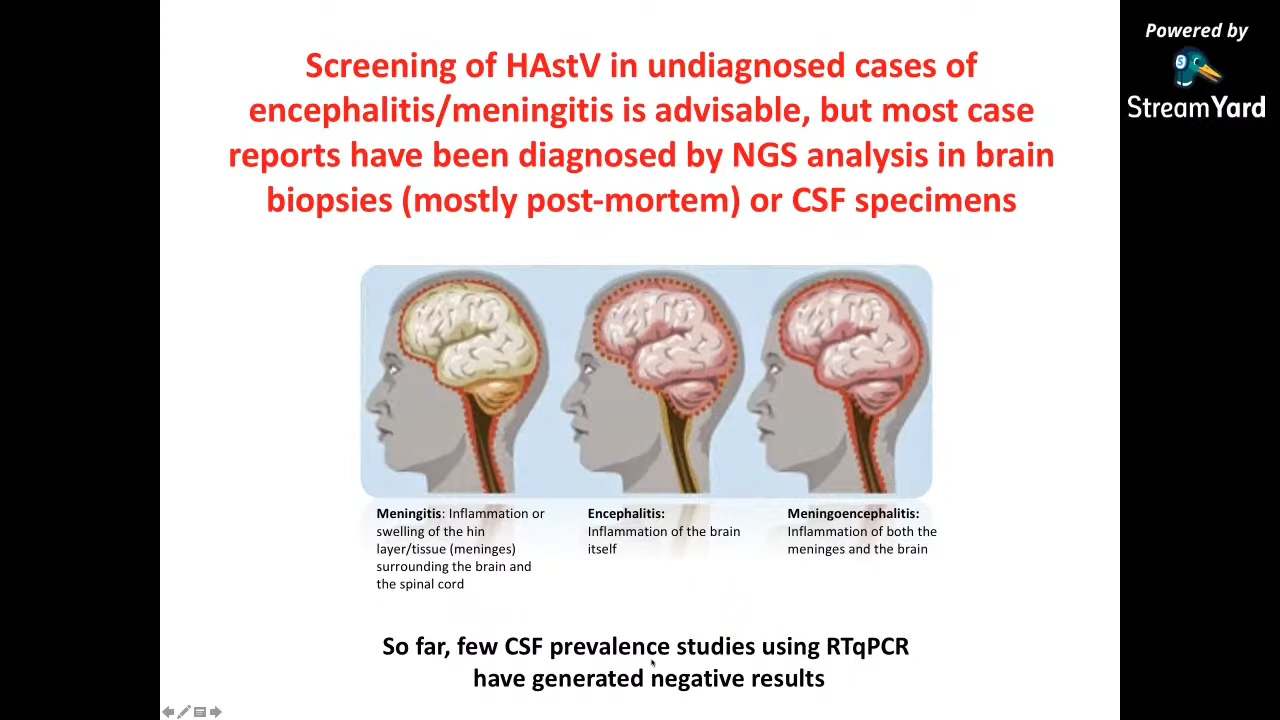 Powered by
StreamYard
Screening of HAstV in undiagnosed cases of
encephalitis/meningitis is advisable, but most case
reports have been diagnosed by NGS analysis in brain
biopsies (mostly post-mortem) or CSF specimens
Meningitis: Inflammation or
swelling of the hin
layer/tissue (meninges)
surrounding the brain and
the spinal cord
Encephalitis:
Inflammation of the brain
itself
Meningoencephalitis:
Inflammation of both the
meninges and the brain
So far, few CSF prevalence studies using RTqPCR
have generated negative results